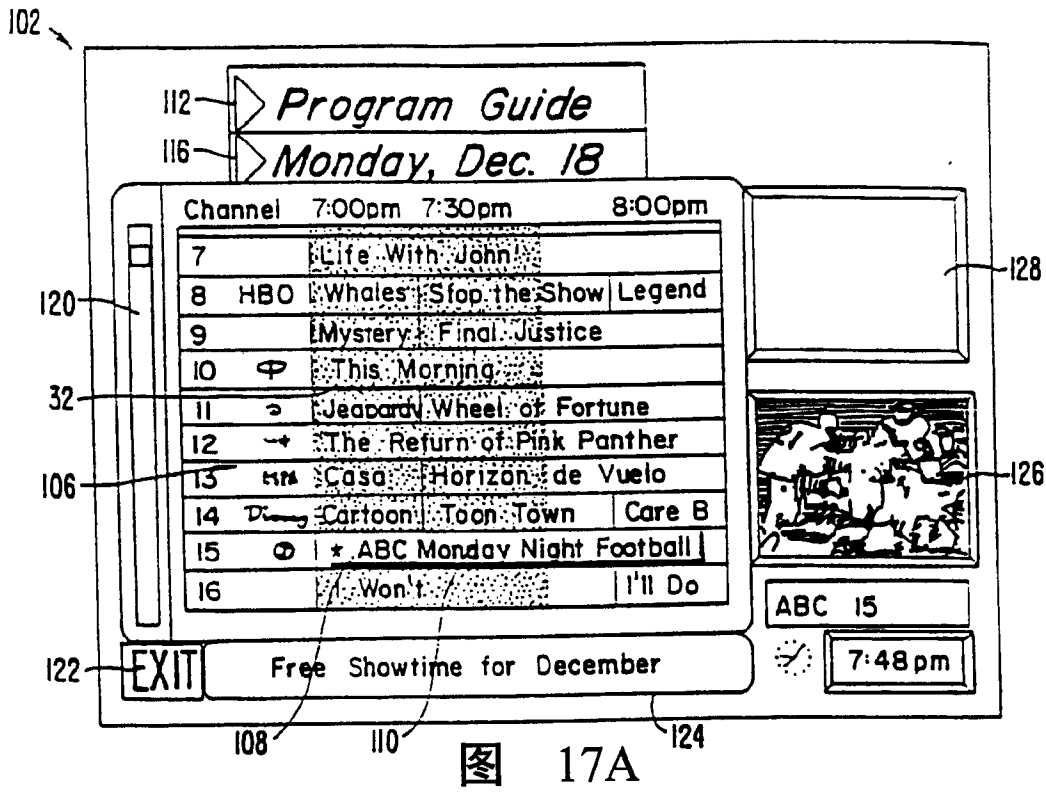 102
112 Program Guide
116 Monday, Dec. 18
Channel 7:00pm 7:30pm 8:00pm
7 Life With John
8 HBO Whales Stop the Show Legend
128
120
9 Mystery Final Justice
10 This Morning
32
11 Jeopardy Wheel of Fortune
12 The Return of Pink Panther
106
13 Casa Horizon de Vuelo
126
14 Disney Cartoon Toon Town Care B
15 * ABC Monday Night Football
16 I Won't I'll Do
ABC 15
122 EXIT Free Showtime for December 7:48pm
108 110 124
图 17A